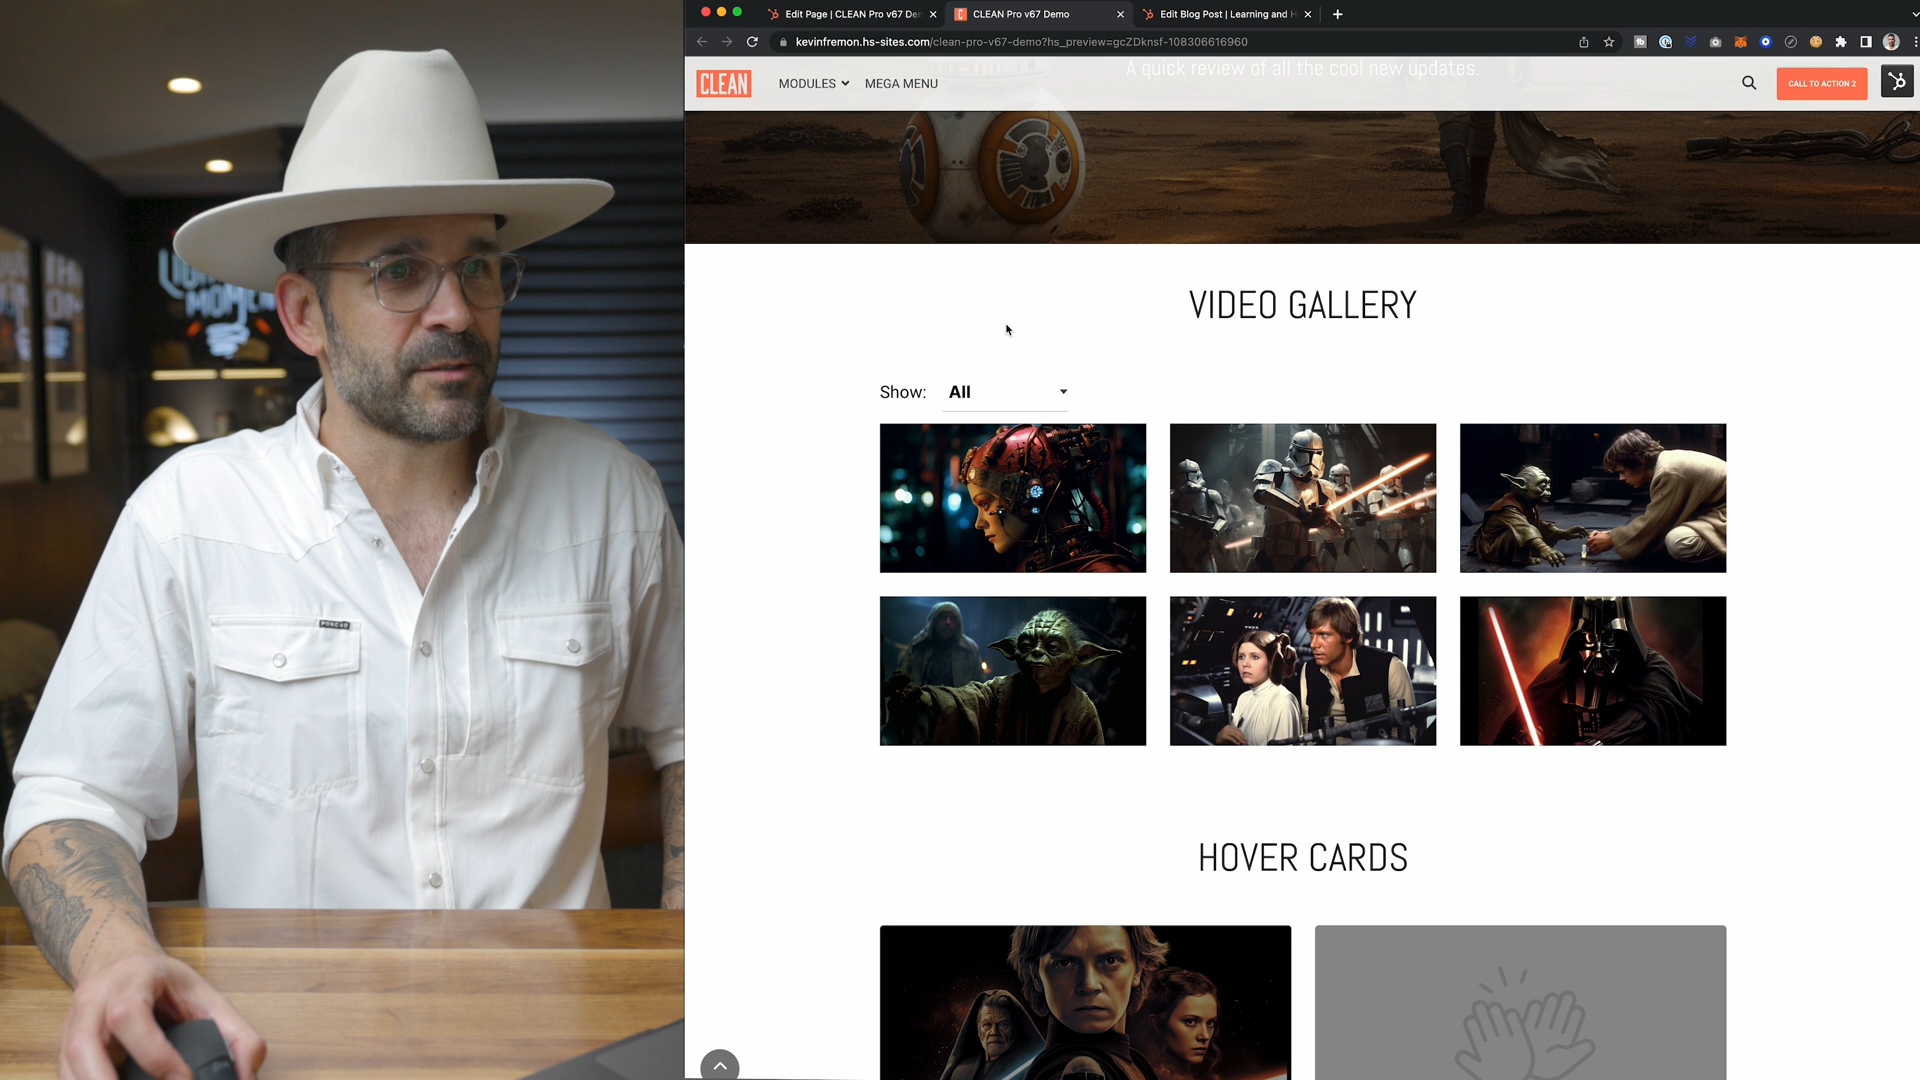 Edit Page | CLEAN Pro v67 De
CLEAN Pro v67 Demo
Edit Blog Post | Learning and H
kevinfremon.hs-sites.com/clean-pro-v67-demo?hs_preview=gcZDknsf-108306616960
A quick review of all the cool new updates.
CLEAN
MODULES
MEGA MENU
CALL TO ACTION 2
VIDEO GALLERY
Show:
All
HOVER CARDS
PONCHO